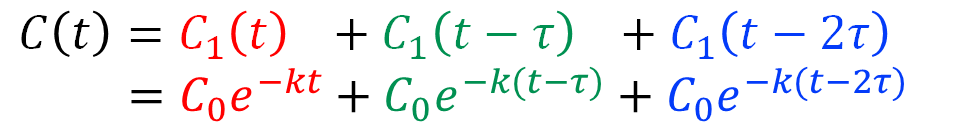 C(t) = C₁(t) + C₁(t − τ) + C₁(t − 2τ)
= C₀e^{−kt} + C₀e^{−k(t−τ)} + C₀e^{−k(t−2τ)}